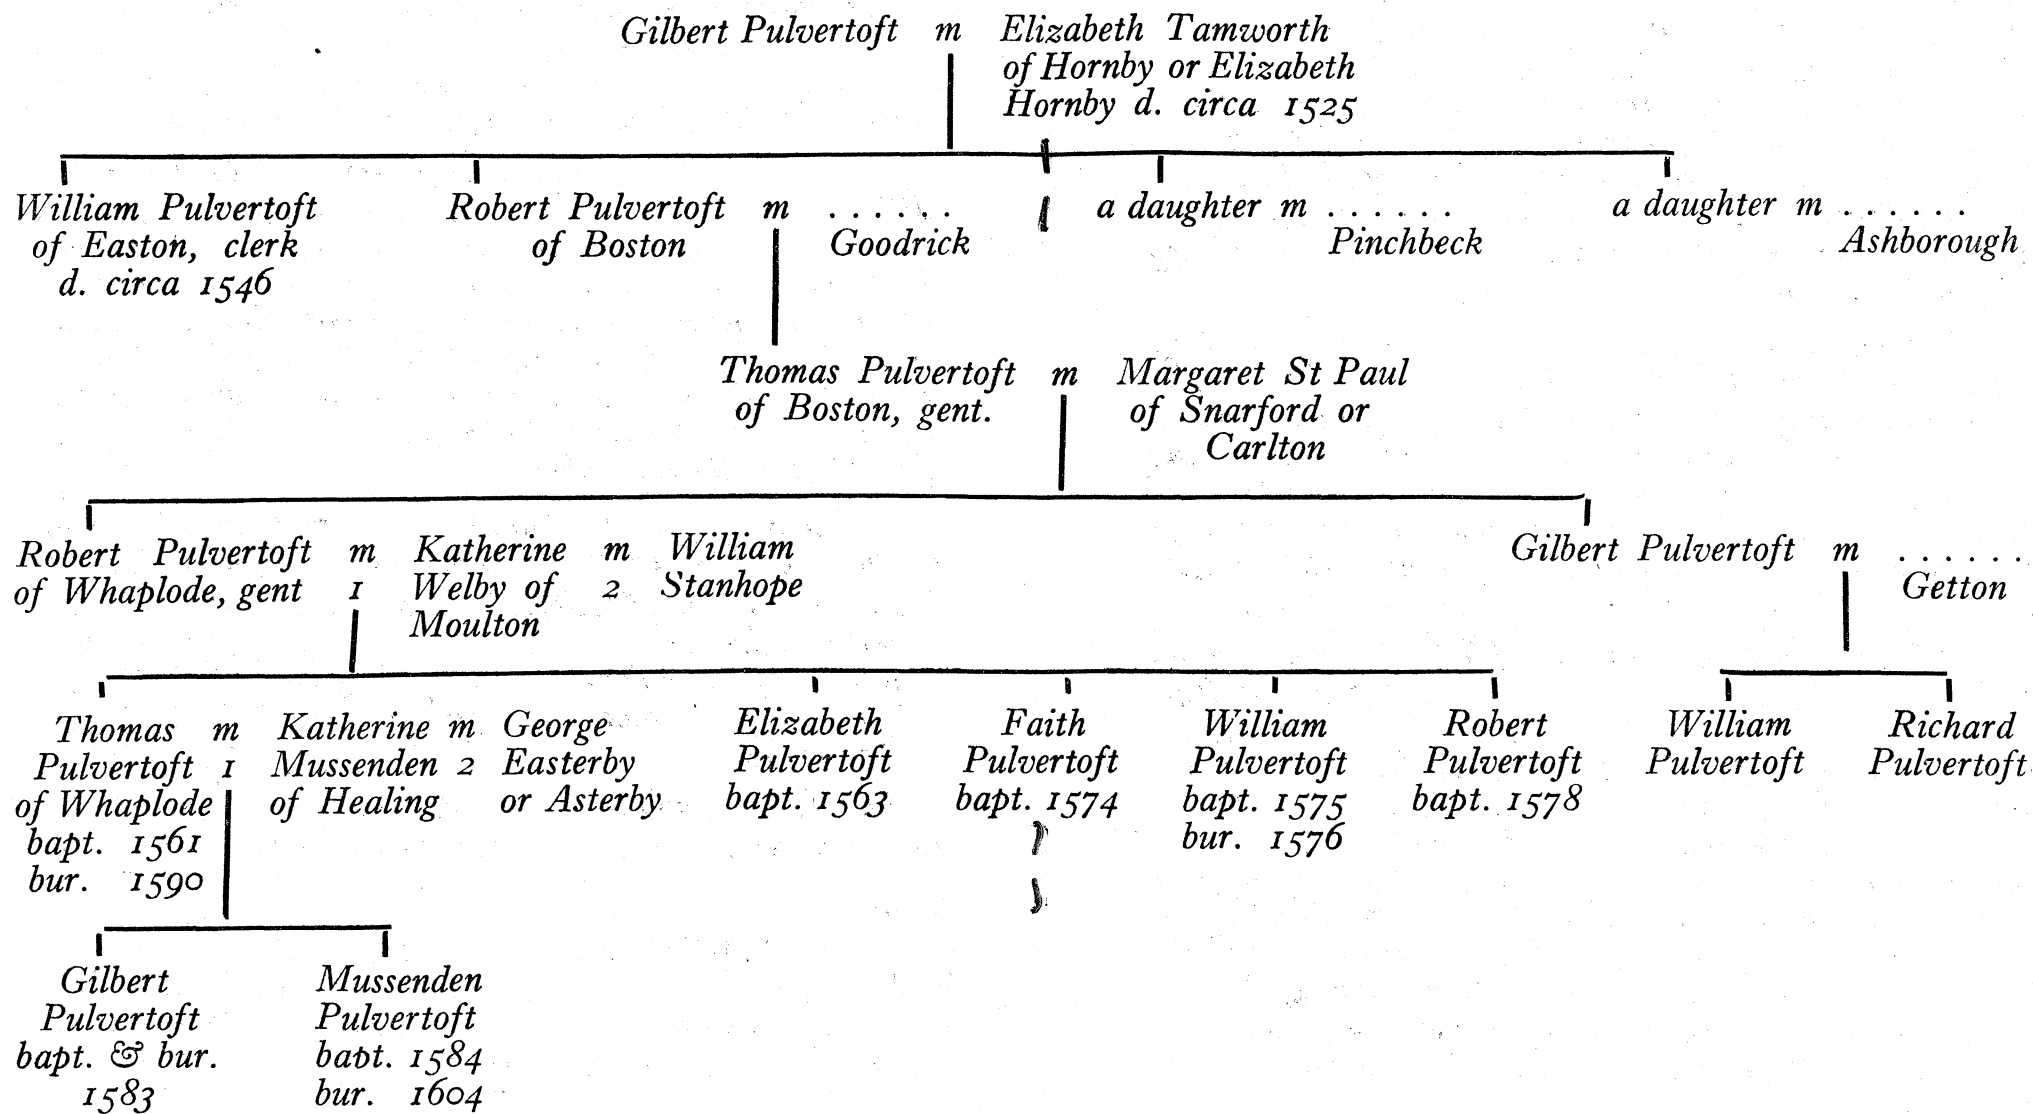 Gilbert Pulvertoft m Elizabeth Tamworth
of Hornby or Elizabeth
Hornby d. circa 1525
William Pulvertoft
of Easton, clerk
d. circa 1546
Robert Pulvertoft m ......
of Boston Goodrick
a daughter m ......
Pinchbeck
a daughter m ......
Ashborough
Thomas Pulvertoft m Margaret St Paul
of Boston, gent. of Snarford or
Carlton
Robert Pulvertoft m Katherine m William
of Whaplode, gent 1 Welby of 2 Stanhope
Moulton
Gilbert Pulvertoft m ......
Getton
Thomas m Katherine m George
Pulvertoft 1 Mussenden 2 Easterby
of Whaplode of Healing or Asterby
bapt. 1561
bur. 1590
Elizabeth
Pulvertoft
bapt. 1563
Faith
Pulvertoft
bapt. 1574
William
Pulvertoft
bapt. 1575
bur. 1576
Robert
Pulvertoft
bapt. 1578
William
Pulvertoft
Richard
Pulvertoft
Gilbert
Pulvertoft
bapt. & bur.
1583
Mussenden
Pulvertoft
bapt. 1584
bur. 1604